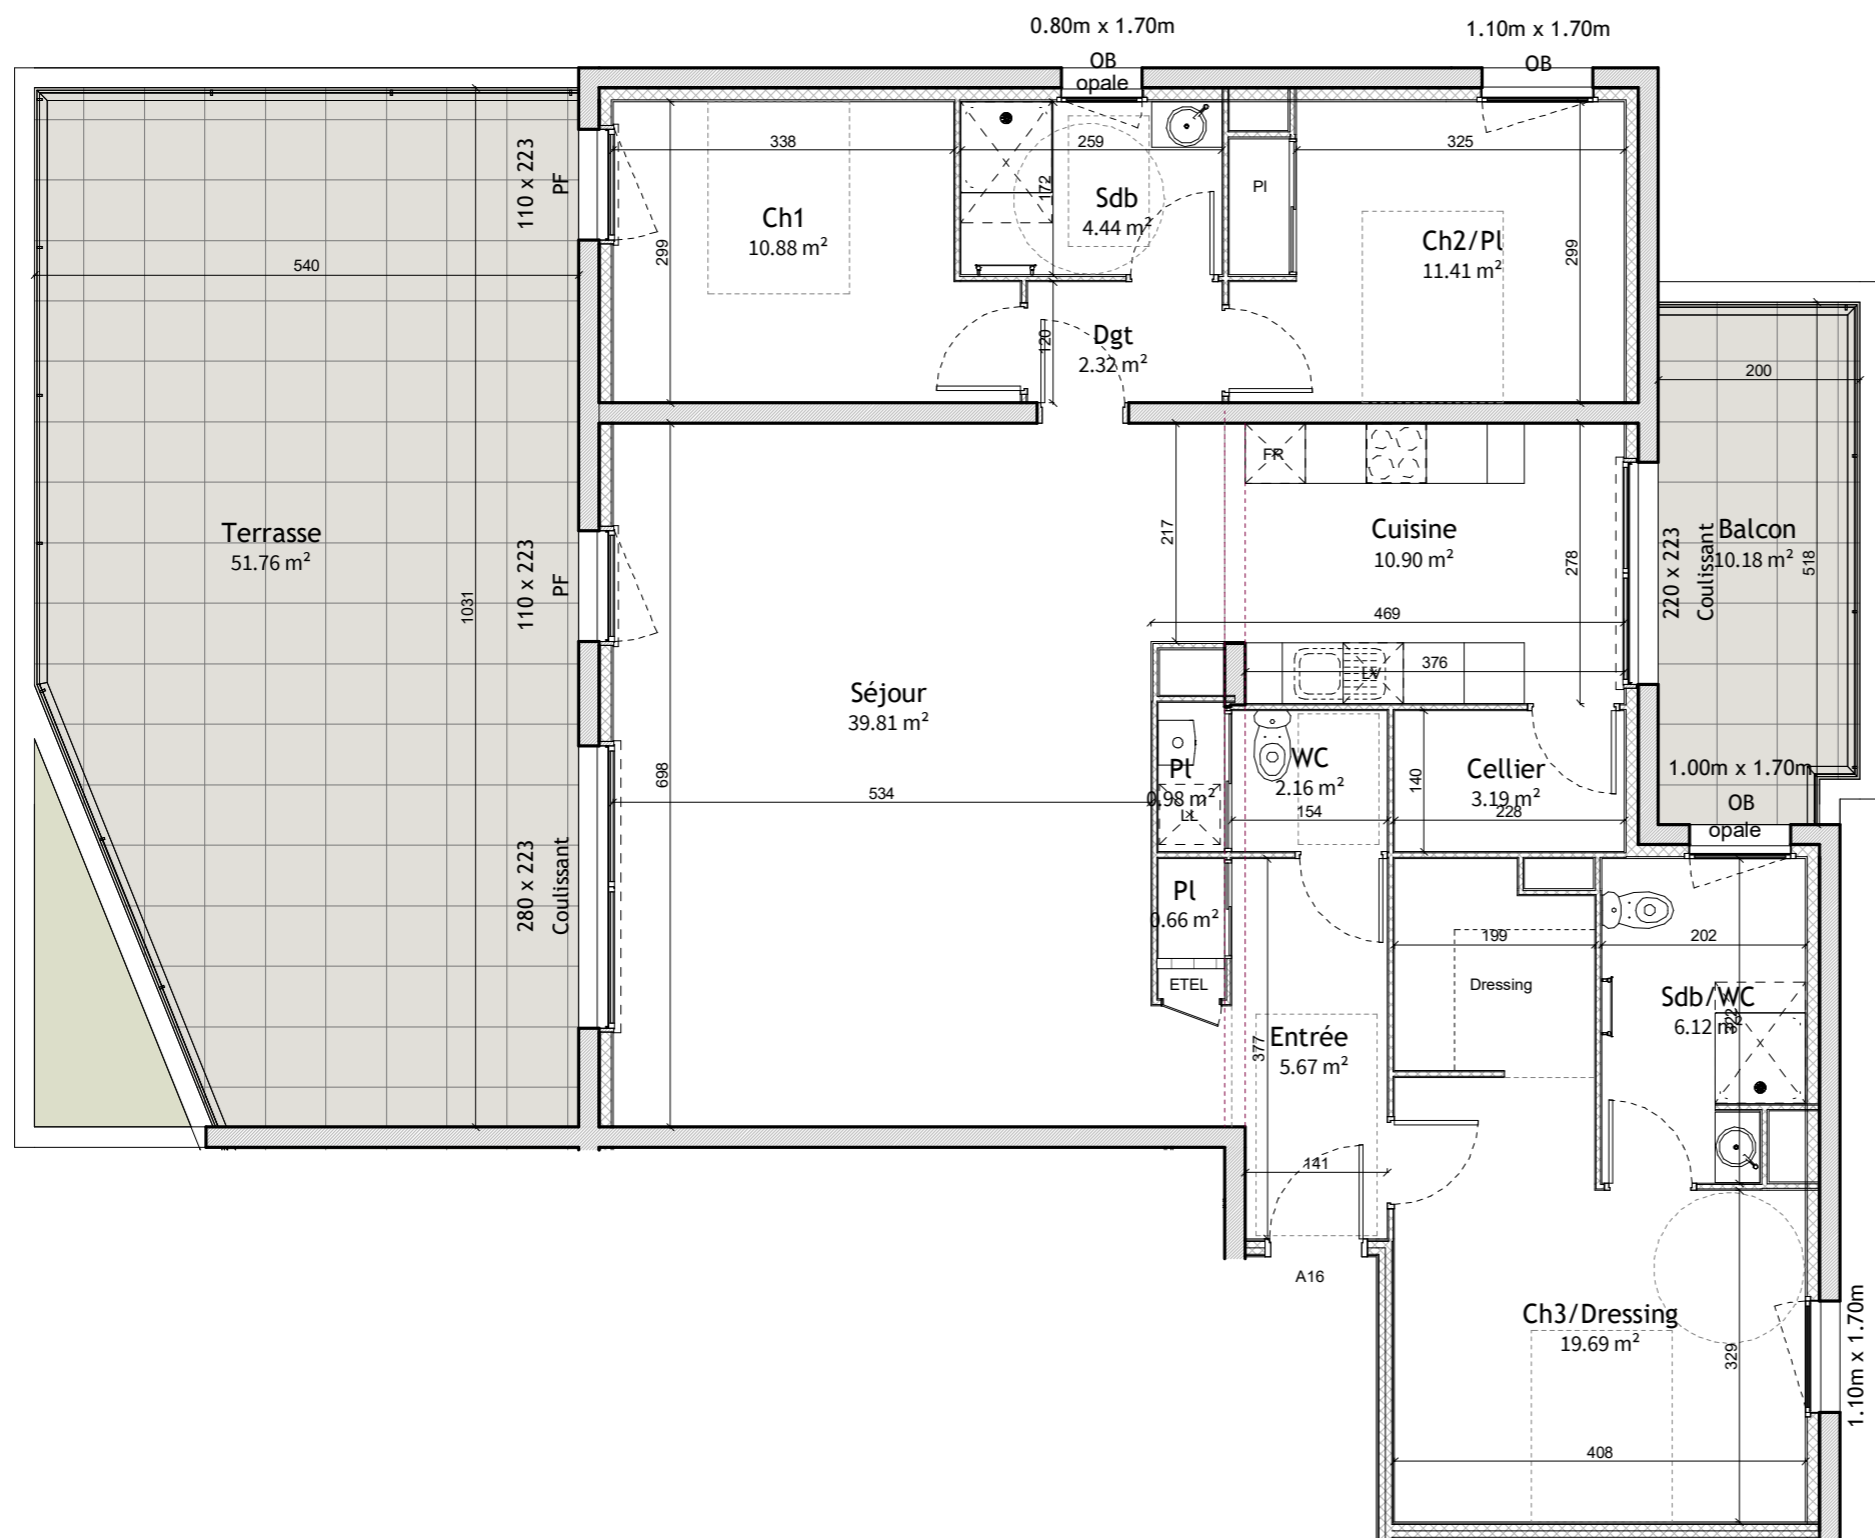 0.80m x 1.70m
1.10m x 1.70m
OB
opale
OB
110 x 223
PF
338
259
325
172
Pl
Ch1
10.88 m²
Sdb
4.44 m²
Ch2/Pl
11.41 m²
299
299
540
120
Dgt
2.32 m²
200
FR
Terrasse
51.76 m²
110 x 223
PF
217
Cuisine
10.90 m²
278
220 x 223
Coulissant
Balcon
10.18 m²
518
1031
469
376
LV
Séjour
39.81 m²
698
534
Pl
0.98 m²
LL
WC
2.16 m²
154
140
Cellier
3.19 m²
228
1.00m x 1.70m
OB
opale
280 x 223
Coulissant
Pl
0.66 m²
ETEL
199
202
Dressing
Sdb/WC
6.12 m²
322
377
Entrée
5.67 m²
141
A16
Ch3/Dressing
19.69 m²
329
1.10m x 1.70m
408